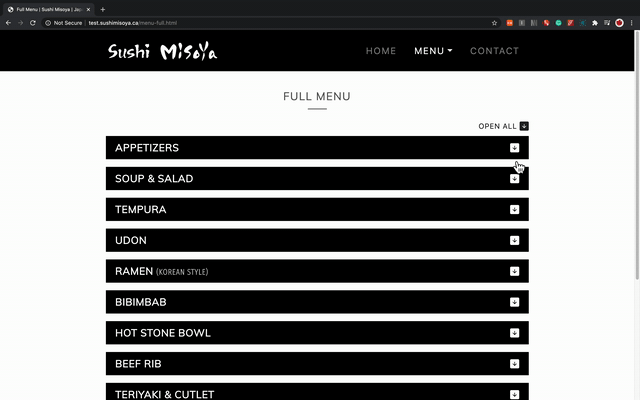 Full Menu | Sushi Misoya | Jap
Not Secure | test.sushimisoya.ca/menu-full.html
Sushi MiSoYa
HOME MENU CONTACT
FULL MENU
OPEN ALL
APPETIZERS
SOUP & SALAD
TEMPURA
UDON
RAMEN (KOREAN STYLE)
BIBIMBAB
HOT STONE BOWL
BEEF RIB
TERIYAKI & CUTLET